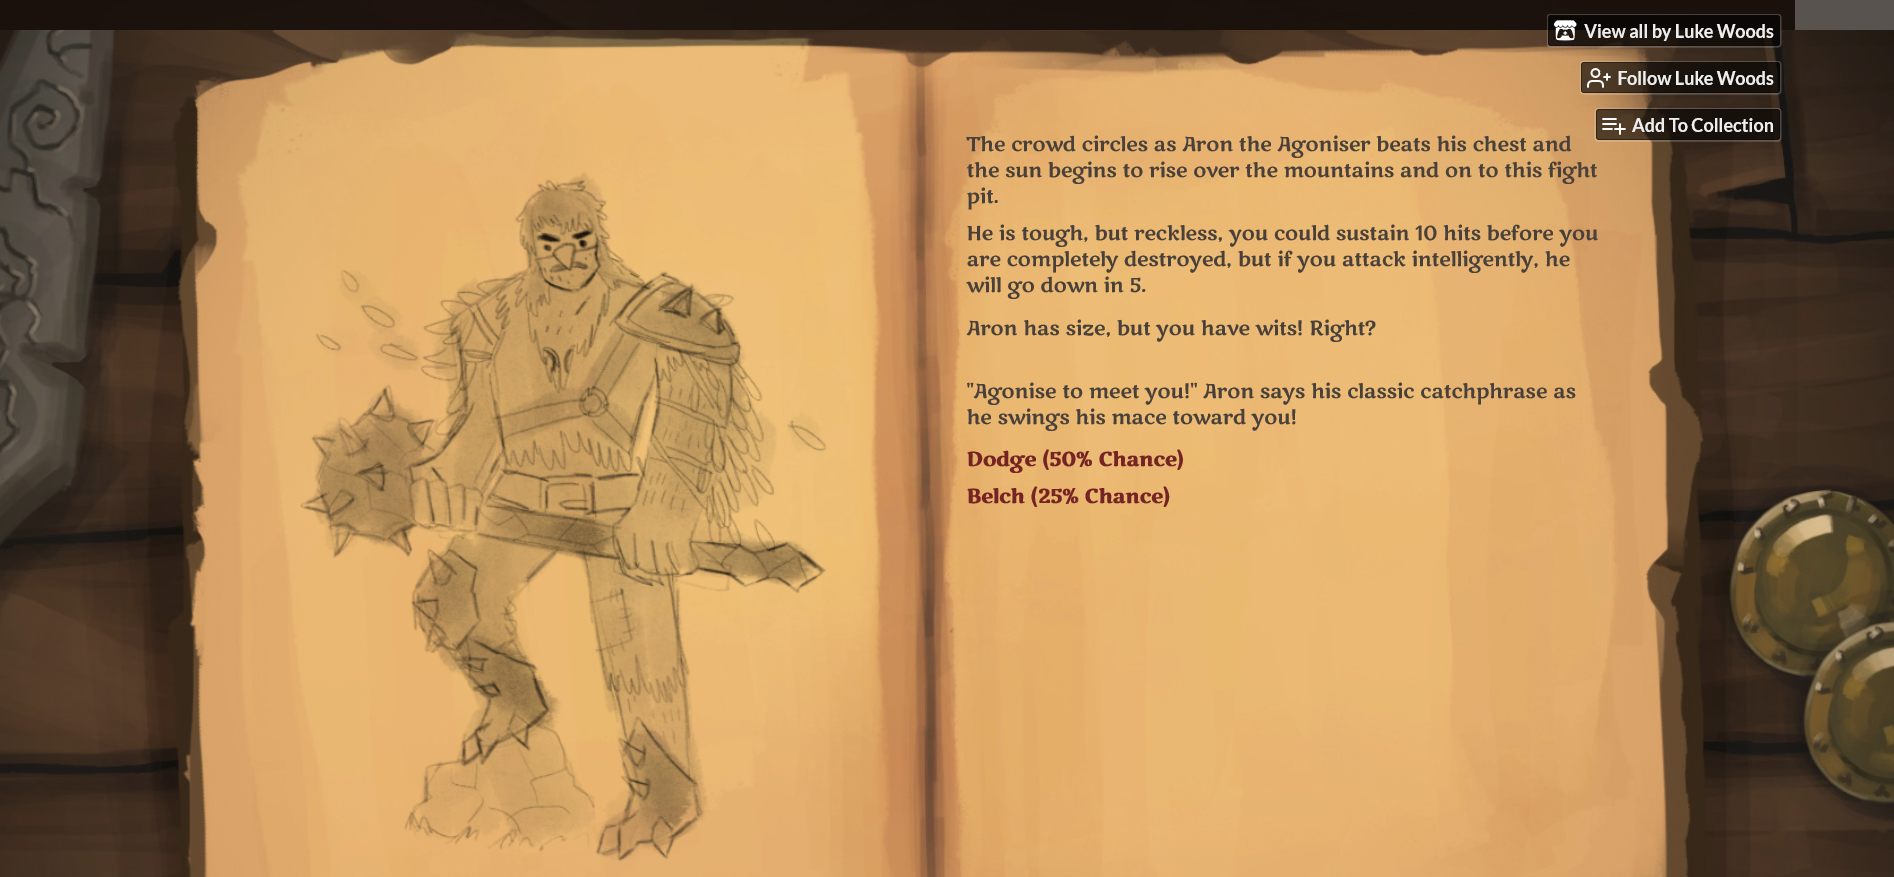 View all by Luke Woods
Follow Luke Woods
Add To Collection
The crowd circles as Aron the Agoniser beats his chest and
the sun begins to rise over the mountains and on to this fight
pit.
He is tough, but reckless, you could sustain 10 hits before you
are completely destroyed, but if you attack intelligently, he
will go down in 5.
Aron has size, but you have wits! Right?
"Agonise to meet you!" Aron says his classic catchphrase as
he swings his mace toward you!
Dodge (50% Chance)
Belch (25% Chance)